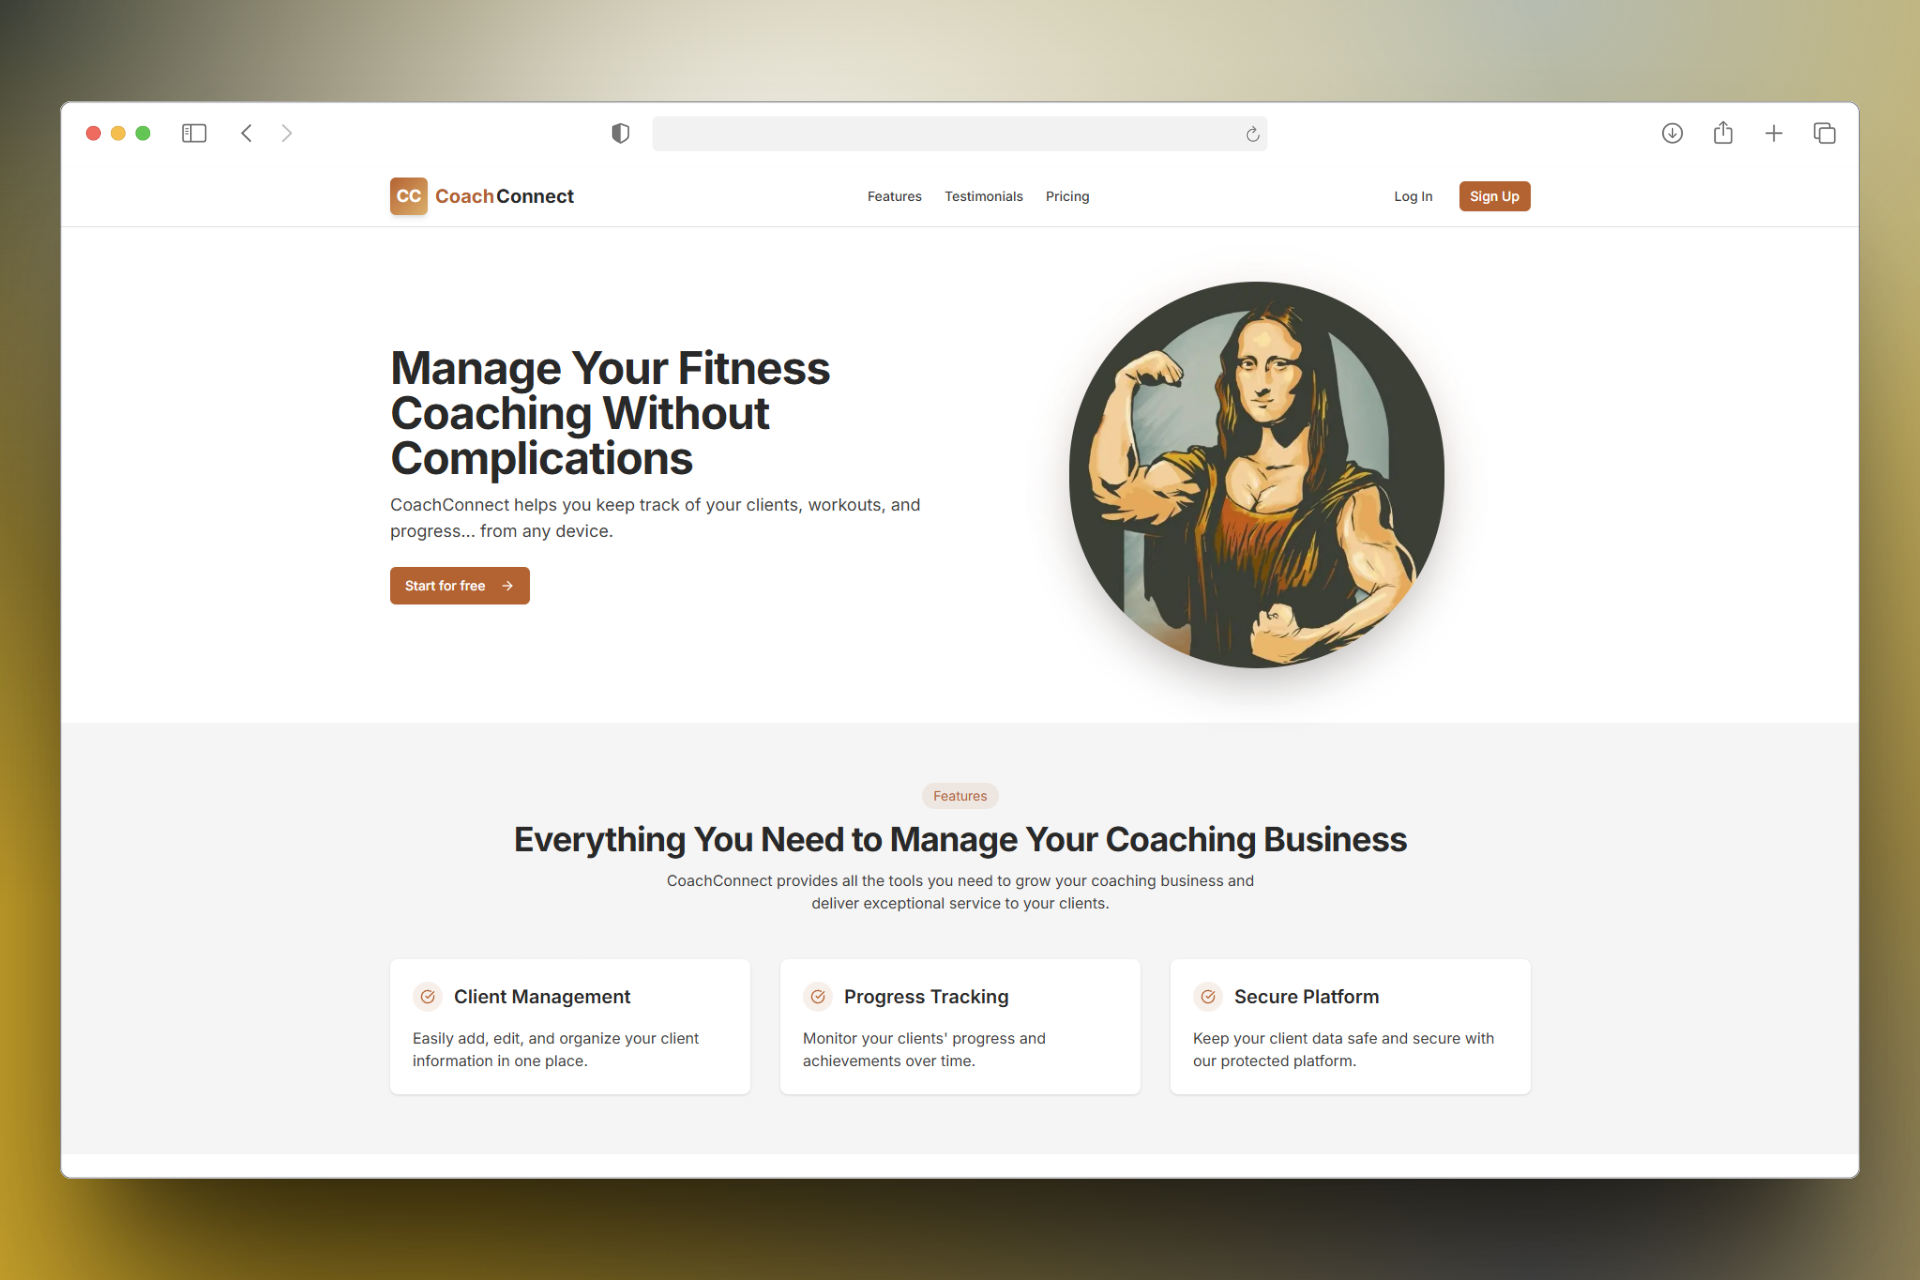 CC CoachConnect
Features Testimonials Pricing
Log In Sign Up
Manage Your Fitness
Coaching Without
Complications
CoachConnect helps you keep track of your clients, workouts, and
progress... from any device.
Start for free
Features
Everything You Need to Manage Your Coaching Business
CoachConnect provides all the tools you need to grow your coaching business and
deliver exceptional service to your clients.
Client Management
Easily add, edit, and organize your client
information in one place.
Progress Tracking
Monitor your clients' progress and
achievements over time.
Secure Platform
Keep your client data safe and secure with
our protected platform.